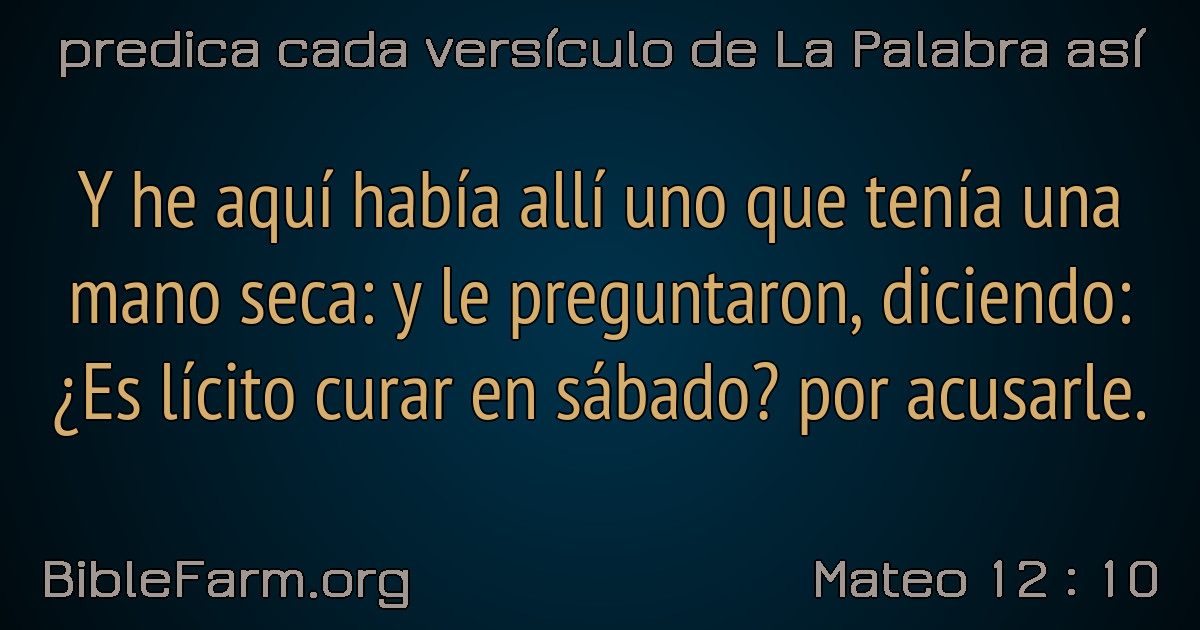 predica cada versículo de La Palabra así
Y he aquí había allí uno que tenía una
mano seca: y le preguntaron, diciendo:
¿Es lícito curar en sábado? por acusarle.
BibleFarm.org
Mateo 12 : 10